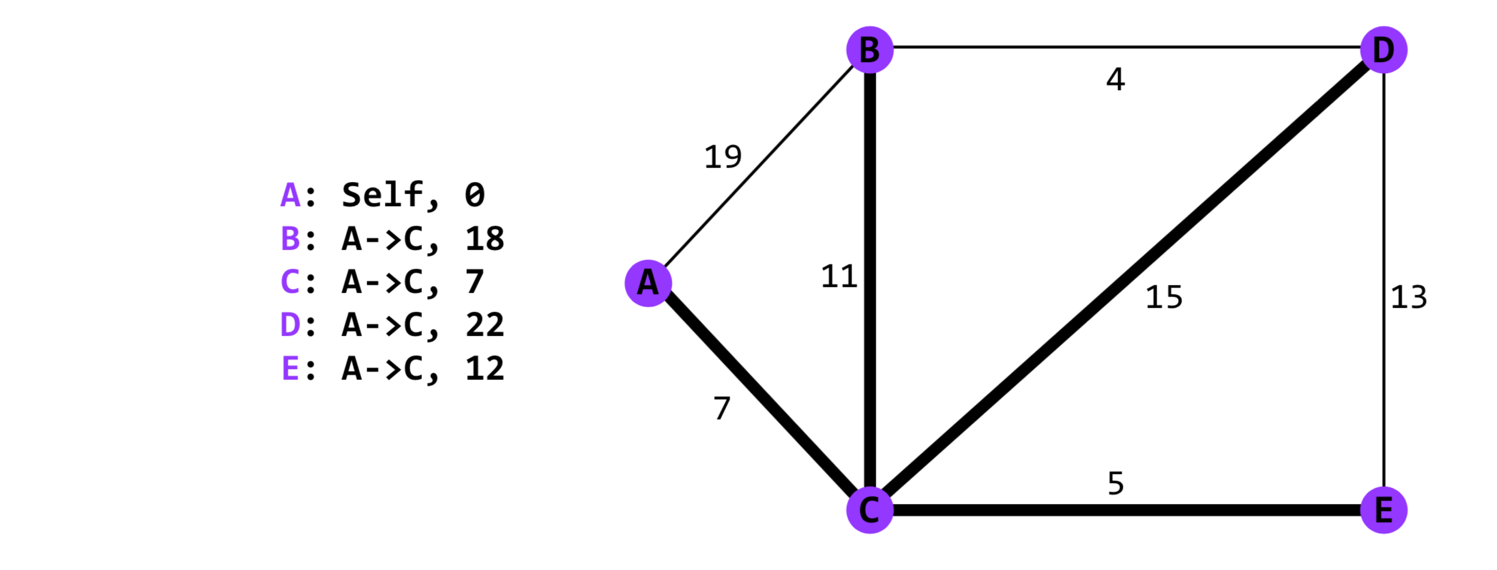 A: Self, 0
B: A->C, 18
C: A->C, 7
D: A->C, 22
E: A->C, 12
B
D
4
19
A
11
15
13
7
5
C
E